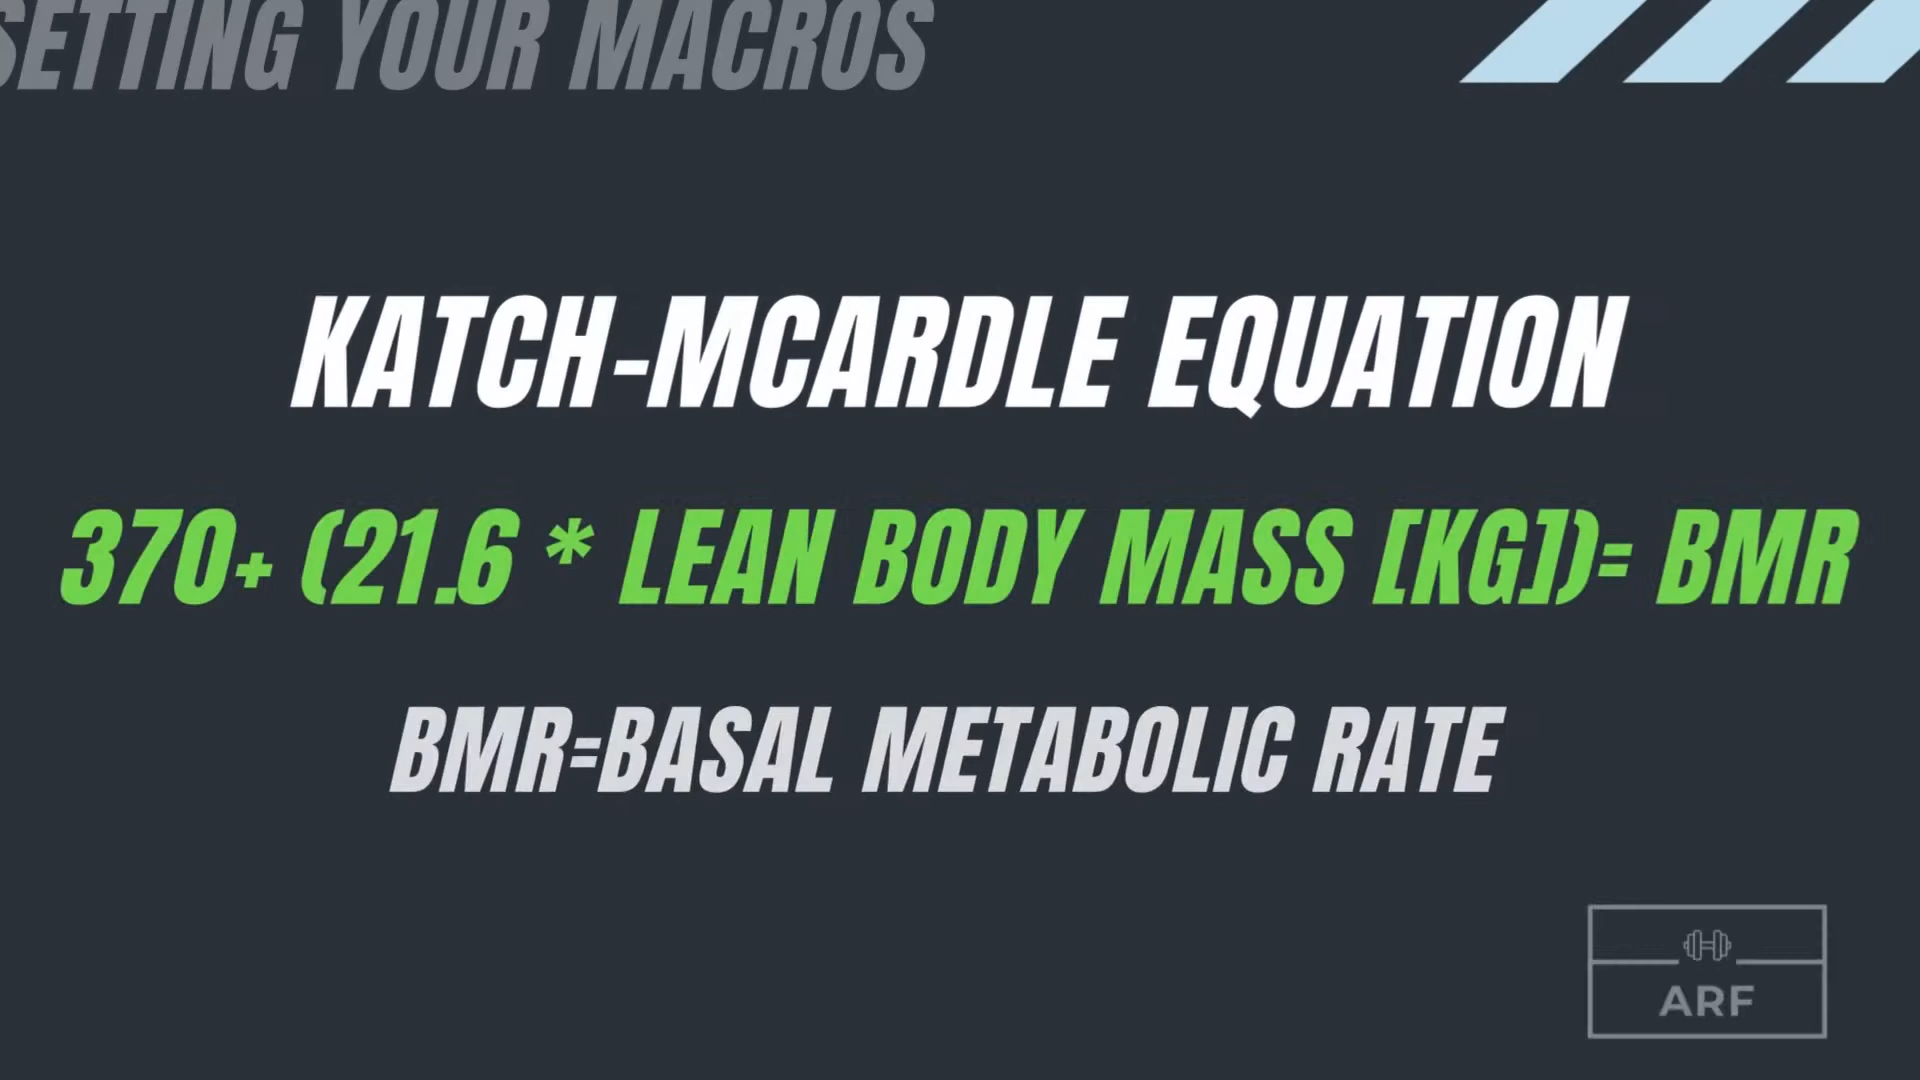 SETTING YOUR MACROS
KATCH-MCARDLE EQUATION
370+ (21.6 * LEAN BODY MASS [KG])= BMR
BMR=BASAL METABOLIC RATE
ARF